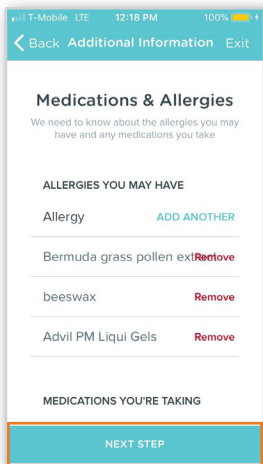 T-Mobile LTE 12:18 PM 100%
Back Additional Information Exit
Medications & Allergies
We need to know about the allergies you may
have and any medications you take
ALLERGIES YOU MAY HAVE
Allergy ADD ANOTHER
Bermuda grass pollen Remove
beeswax Remove
Advil PM Liqui Gels Remove
MEDICATIONS YOU'RE TAKING
NEXT STEP